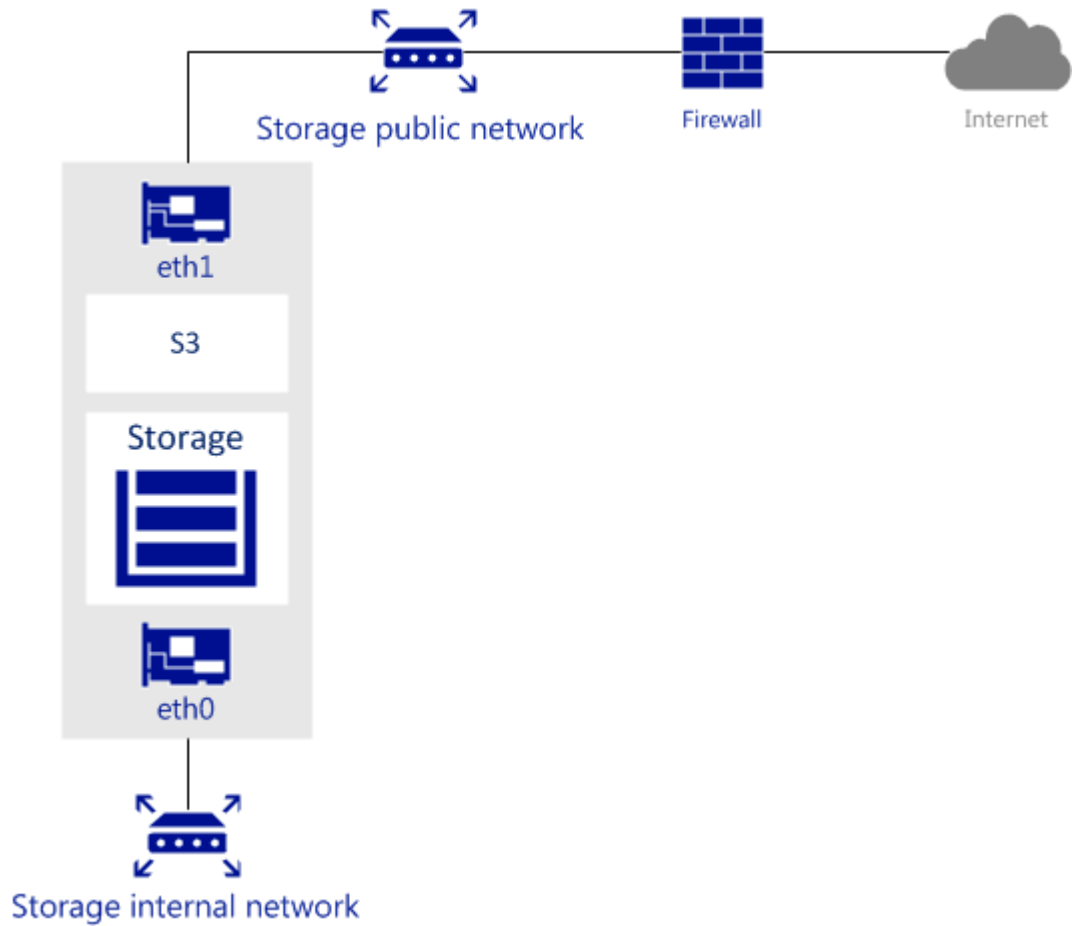 Storage public network
Firewall
Internet
eth1
S3
Storage
eth0
Storage internal network